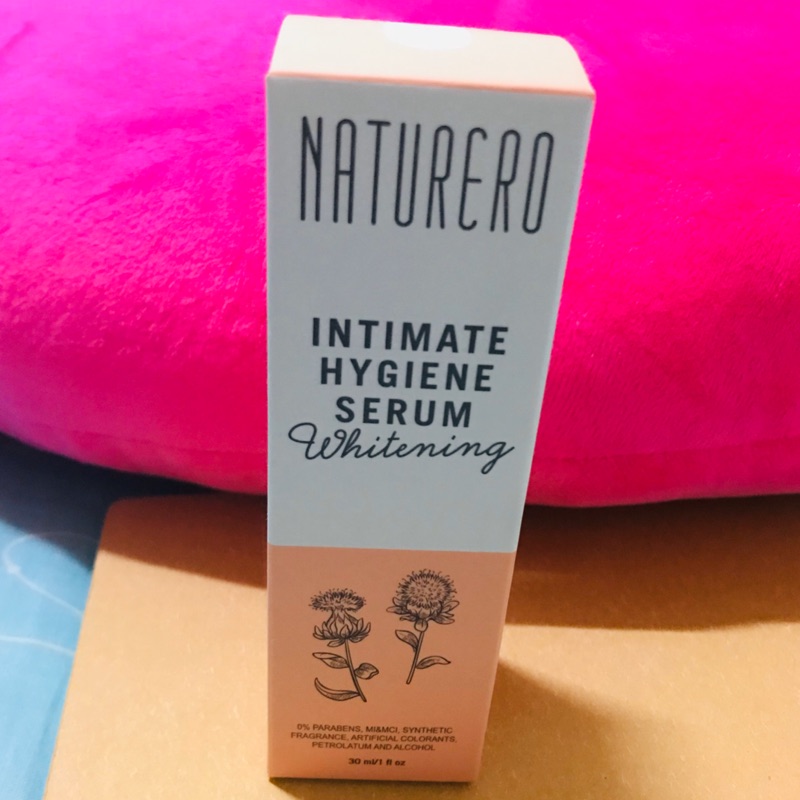 NATURERO
INTIMATE
HYGIENE
SERUM
Whitening
0% PARABENS, MI&MCI, SYNTHETIC
FRAGRANCE, ARTIFICIAL COLORANTS,
PETROLATUM AND ALCOHOL
30 ml/1 fl oz